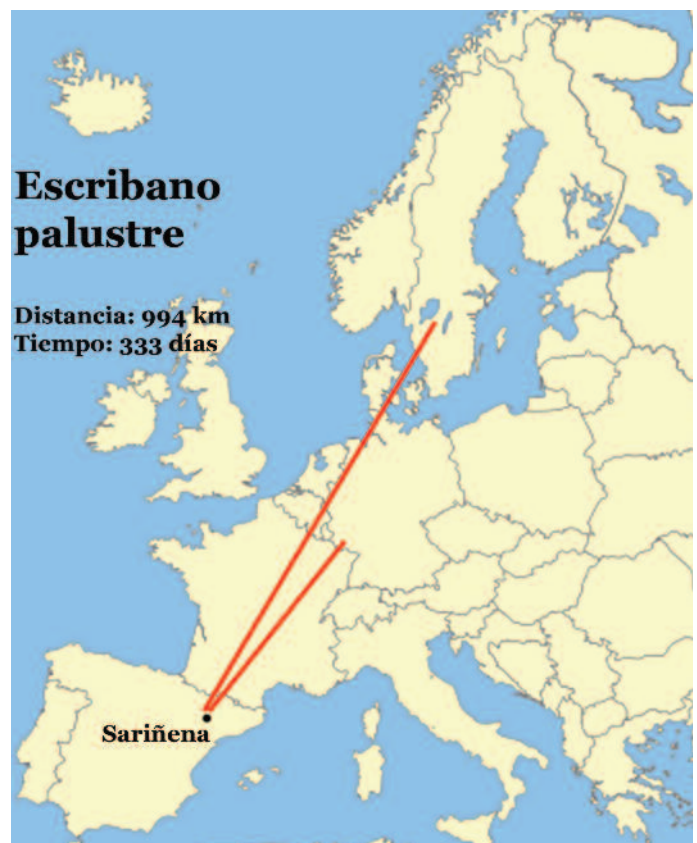 Escribano
palustre
Distancia: 994 km
Tiempo: 333 días
Sariñena